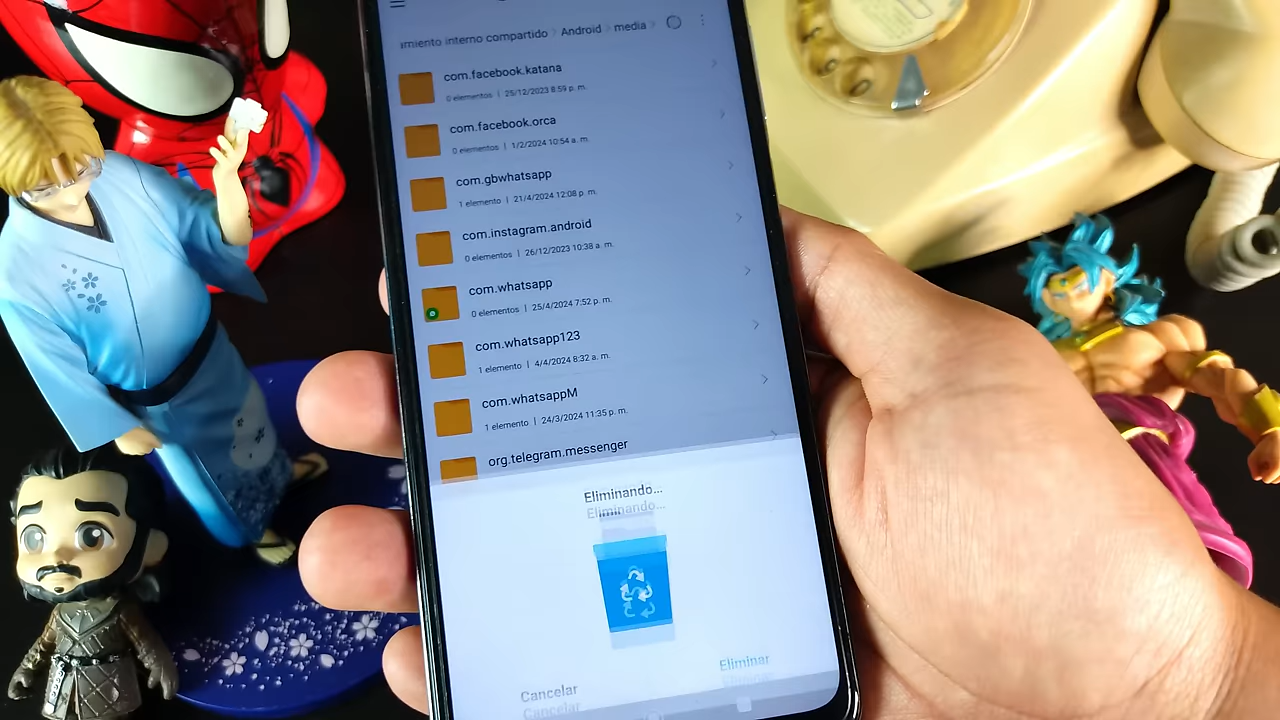 miento interno compartido > Android > media >
com.facebook.katana
0 elementos | 25/12/2023 8:59 p. m.
com.facebook.orca
0 elementos | 1/2/2024 10:54 a. m.
com.gbwhatsapp
1 elemento | 21/4/2024 12:08 p. m.
com.instagram.android
0 elementos | 26/12/2023 10:38 a. m.
com.whatsapp
0 elementos | 25/4/2024 7:52 p. m.
com.whatsapp123
1 elemento | 4/4/2024 8:32 a. m.
com.whatsappM
1 elemento | 24/3/2024 11:35 p. m.
org.telegram.messenger
Eliminando...
Eliminando...
Cancelar
Eliminar
Cancelar
Eliminar